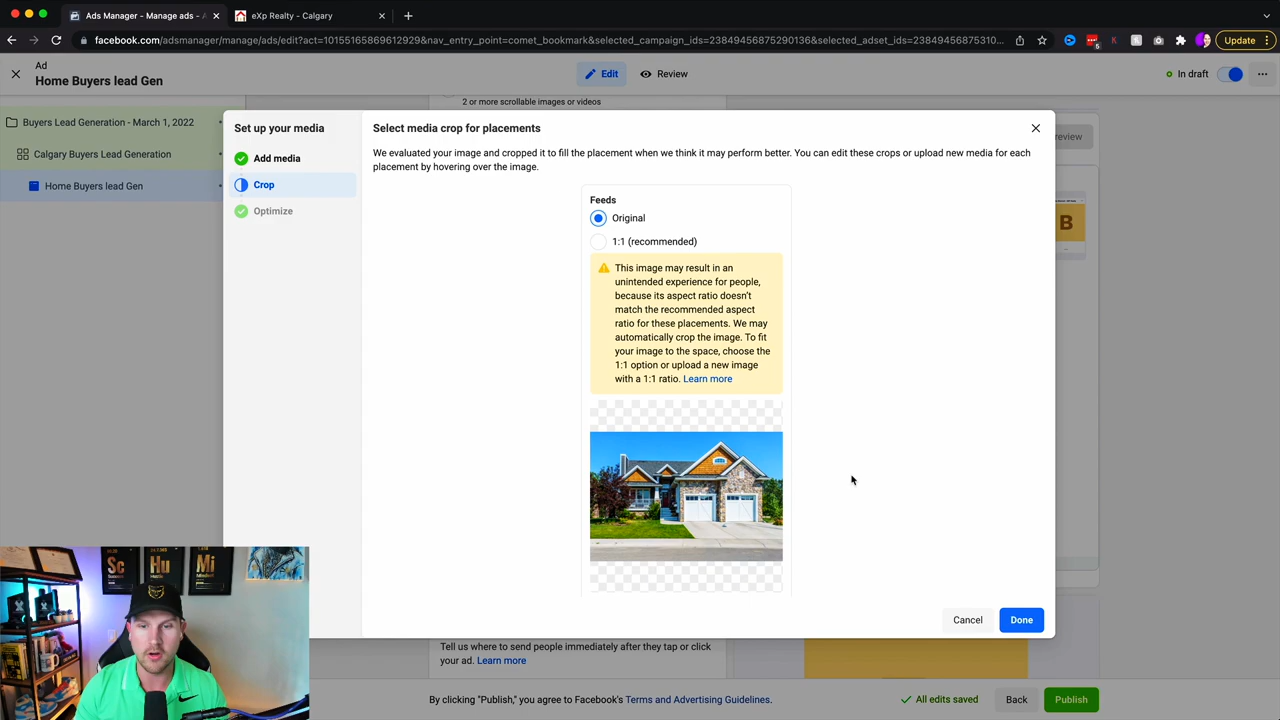 Ads Manager - Manage ads - A
eXp Realty - Calgary
facebook.com/adsmanager/manage/ads/edit?act=10155165869612929&nav_entry_point=comet_bookmark&selected_campaign_ids=23849456875290136&selected_adset_ids=23849456875310...
5
K
Update
Ad
Home Buyers lead Gen
Edit
Review
In draft
2 or more scrollable images or videos
Buyers Lead Generation - March 1, 2022
Calgary Buyers Lead Generation
Home Buyers lead Gen
Set up your media
Add media
Crop
Optimize
Select media crop for placements
We evaluated your image and cropped it to fill the placement when we think it may perform better. You can edit these crops or upload new media for each
placement by hovering over the image.
Feeds
Original
1:1 (recommended)
This image may result in an
unintended experience for people,
because its aspect ratio doesn't
match the recommended aspect
ratio for these placements. We may
automatically crop the image. To fit
your image to the space, choose the
1:1 option or upload a new image
with a 1:1 ratio. Learn more
eview
B
Cancel
Done
Tell us where to send people immediately after they tap or click
your ad. Learn more
By clicking "Publish," you agree to Facebook's Terms and Advertising Guidelines.
All edits saved
Back
Publish
Sc
Hu
Mi